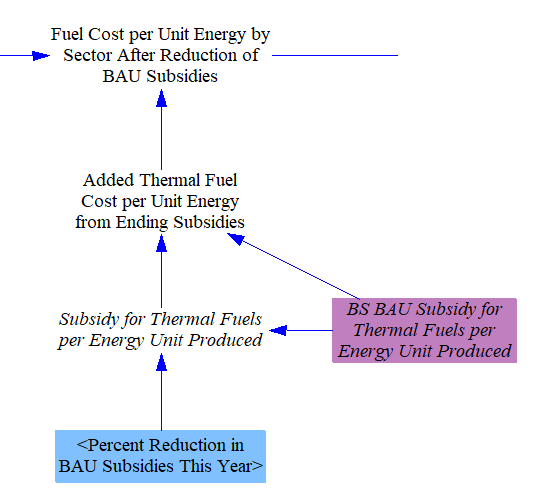 Fuel Cost per Unit Energy by
Sector After Reduction of
BAU Subsidies
Added Thermal Fuel
Cost per Unit Energy
from Ending Subsidies
Subsidy for Thermal Fuels
per Energy Unit Produced
BS BAU Subsidy for
Thermal Fuels per
Energy Unit Produced
<Percent Reduction in
BAU Subsidies This Year>